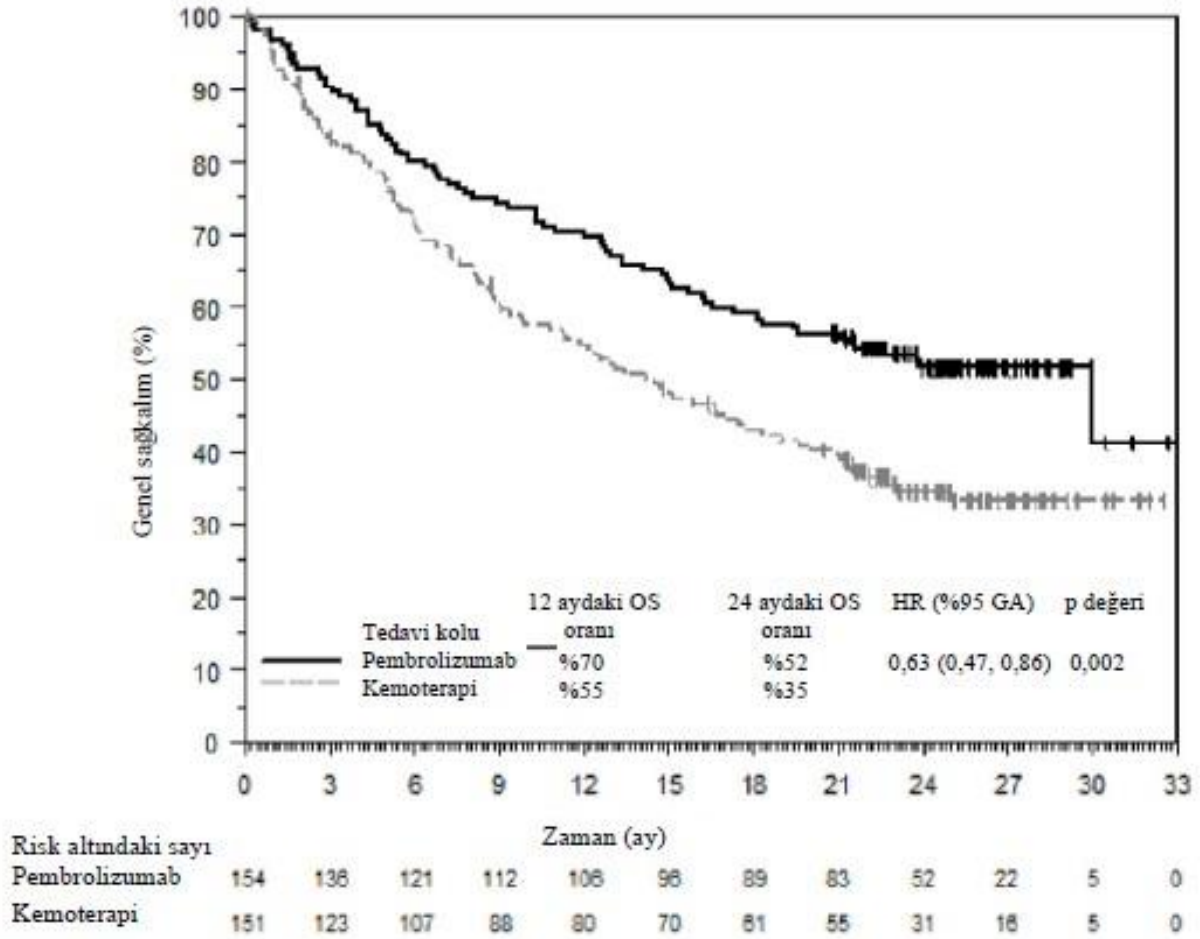 100
90
80
70
60
50
40
30
20
10
0
Genel sağkalım (%)
12 aydaki OS 24 aydaki OS HR (%95 GA) p değeri
Tedavi kolu oranı oranı
Pembrolizumab %70 %52 0,63 (0,47, 0,86) 0,002
Kemoterapi %55 %35
0 3 6 9 12 15 18 21 24 27 30 33
Zaman (ay)
Risk altındaki sayı
Pembrolizumab 154 136 121 112 106 96 89 83 52 22 5 0
Kemoterapi 151 123 107 88 80 70 61 55 31 16 5 0